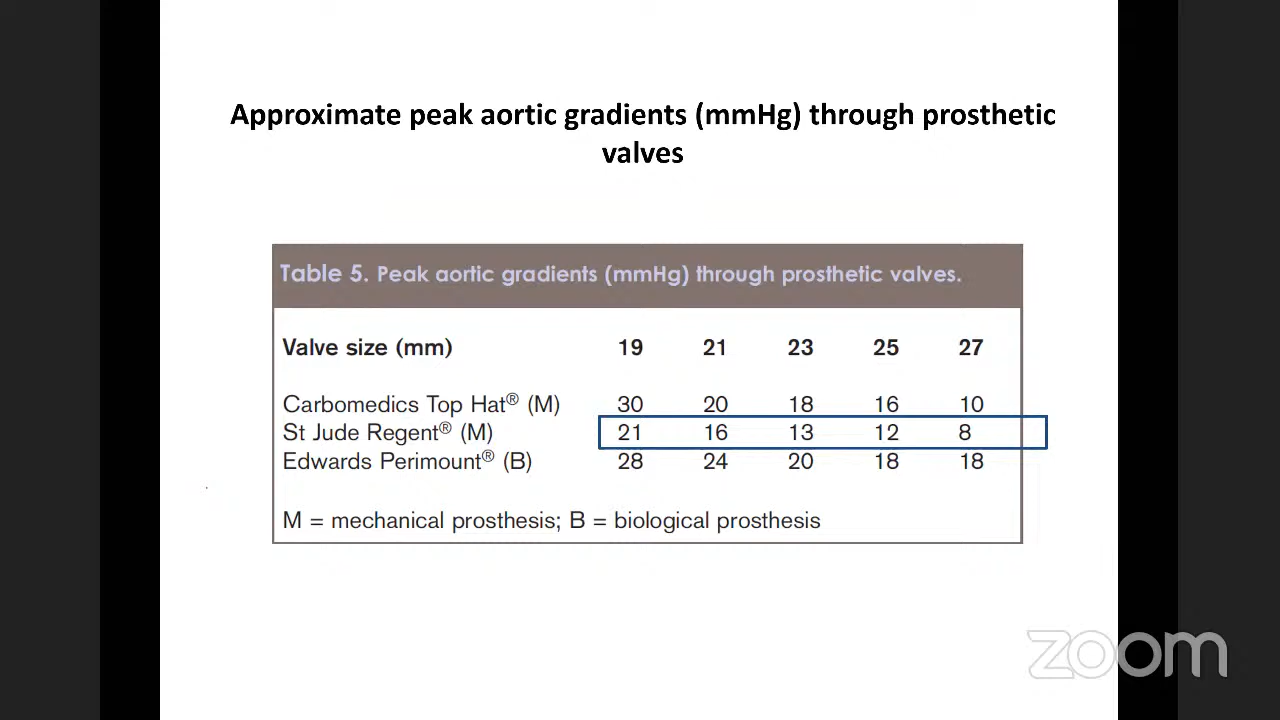 Approximate peak aortic gradients (mmHg) through prosthetic
valves
Table 5. Peak aortic gradients (mmHg) through prosthetic valves.
Valve size (mm) 19 21 23 25 27
Carbomedics Top Hat® (M) 30 20 18 16 10
St Jude Regent® (M) 21 16 13 12 8
Edwards Perimount® (B) 28 24 20 18 18
M = mechanical prosthesis; B = biological prosthesis
zoom